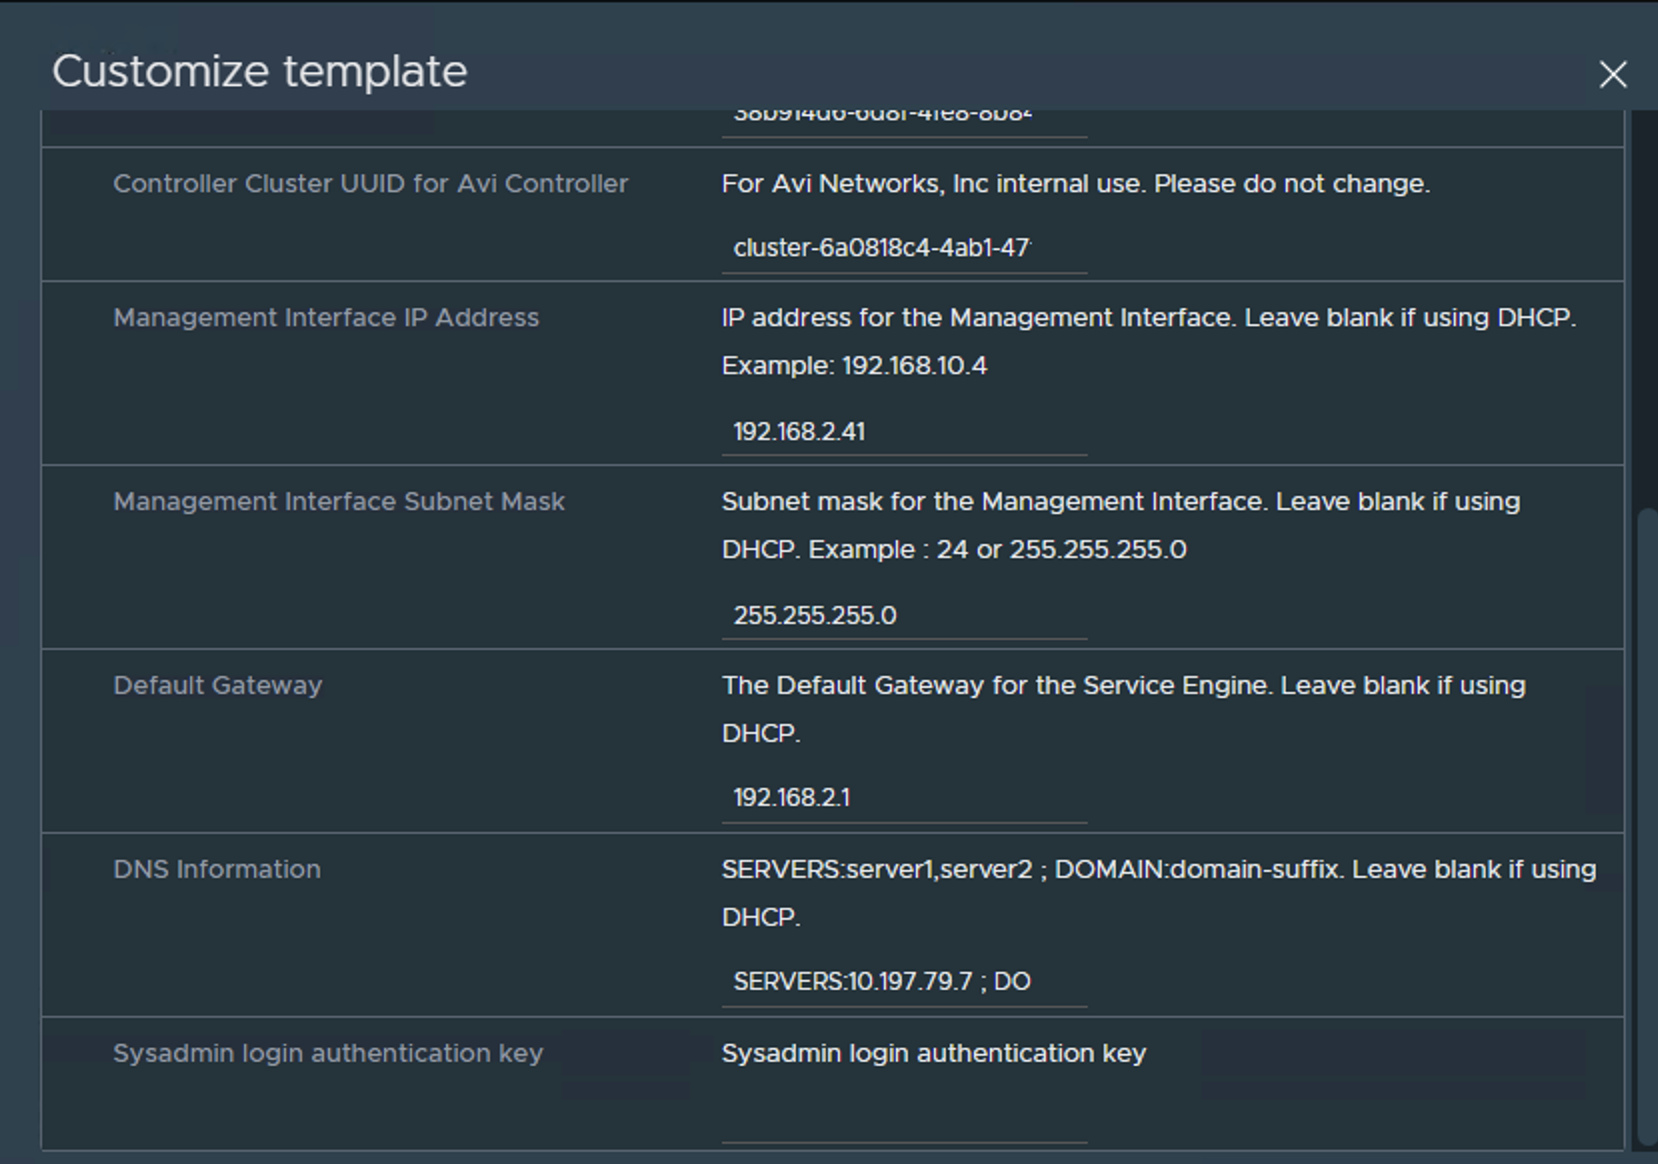 Customize template
Controller Cluster UUID for Avi Controller
For Avi Networks, Inc internal use. Please do not change.
cluster-6a0818c4-4ab1-47
Management Interface IP Address
IP address for the Management Interface. Leave blank if using DHCP.
Example: 192.168.10.4
192.168.2.41
Management Interface Subnet Mask
Subnet mask for the Management Interface. Leave blank if using
DHCP. Example : 24 or 255.255.255.0
255.255.255.0
Default Gateway
The Default Gateway for the Service Engine. Leave blank if using
DHCP.
192.168.2.1
DNS Information
SERVERS:server1,server2 ; DOMAIN:domain-suffix. Leave blank if using
DHCP.
SERVERS:10.197.79.7 ; DO
Sysadmin login authentication key
Sysadmin login authentication key